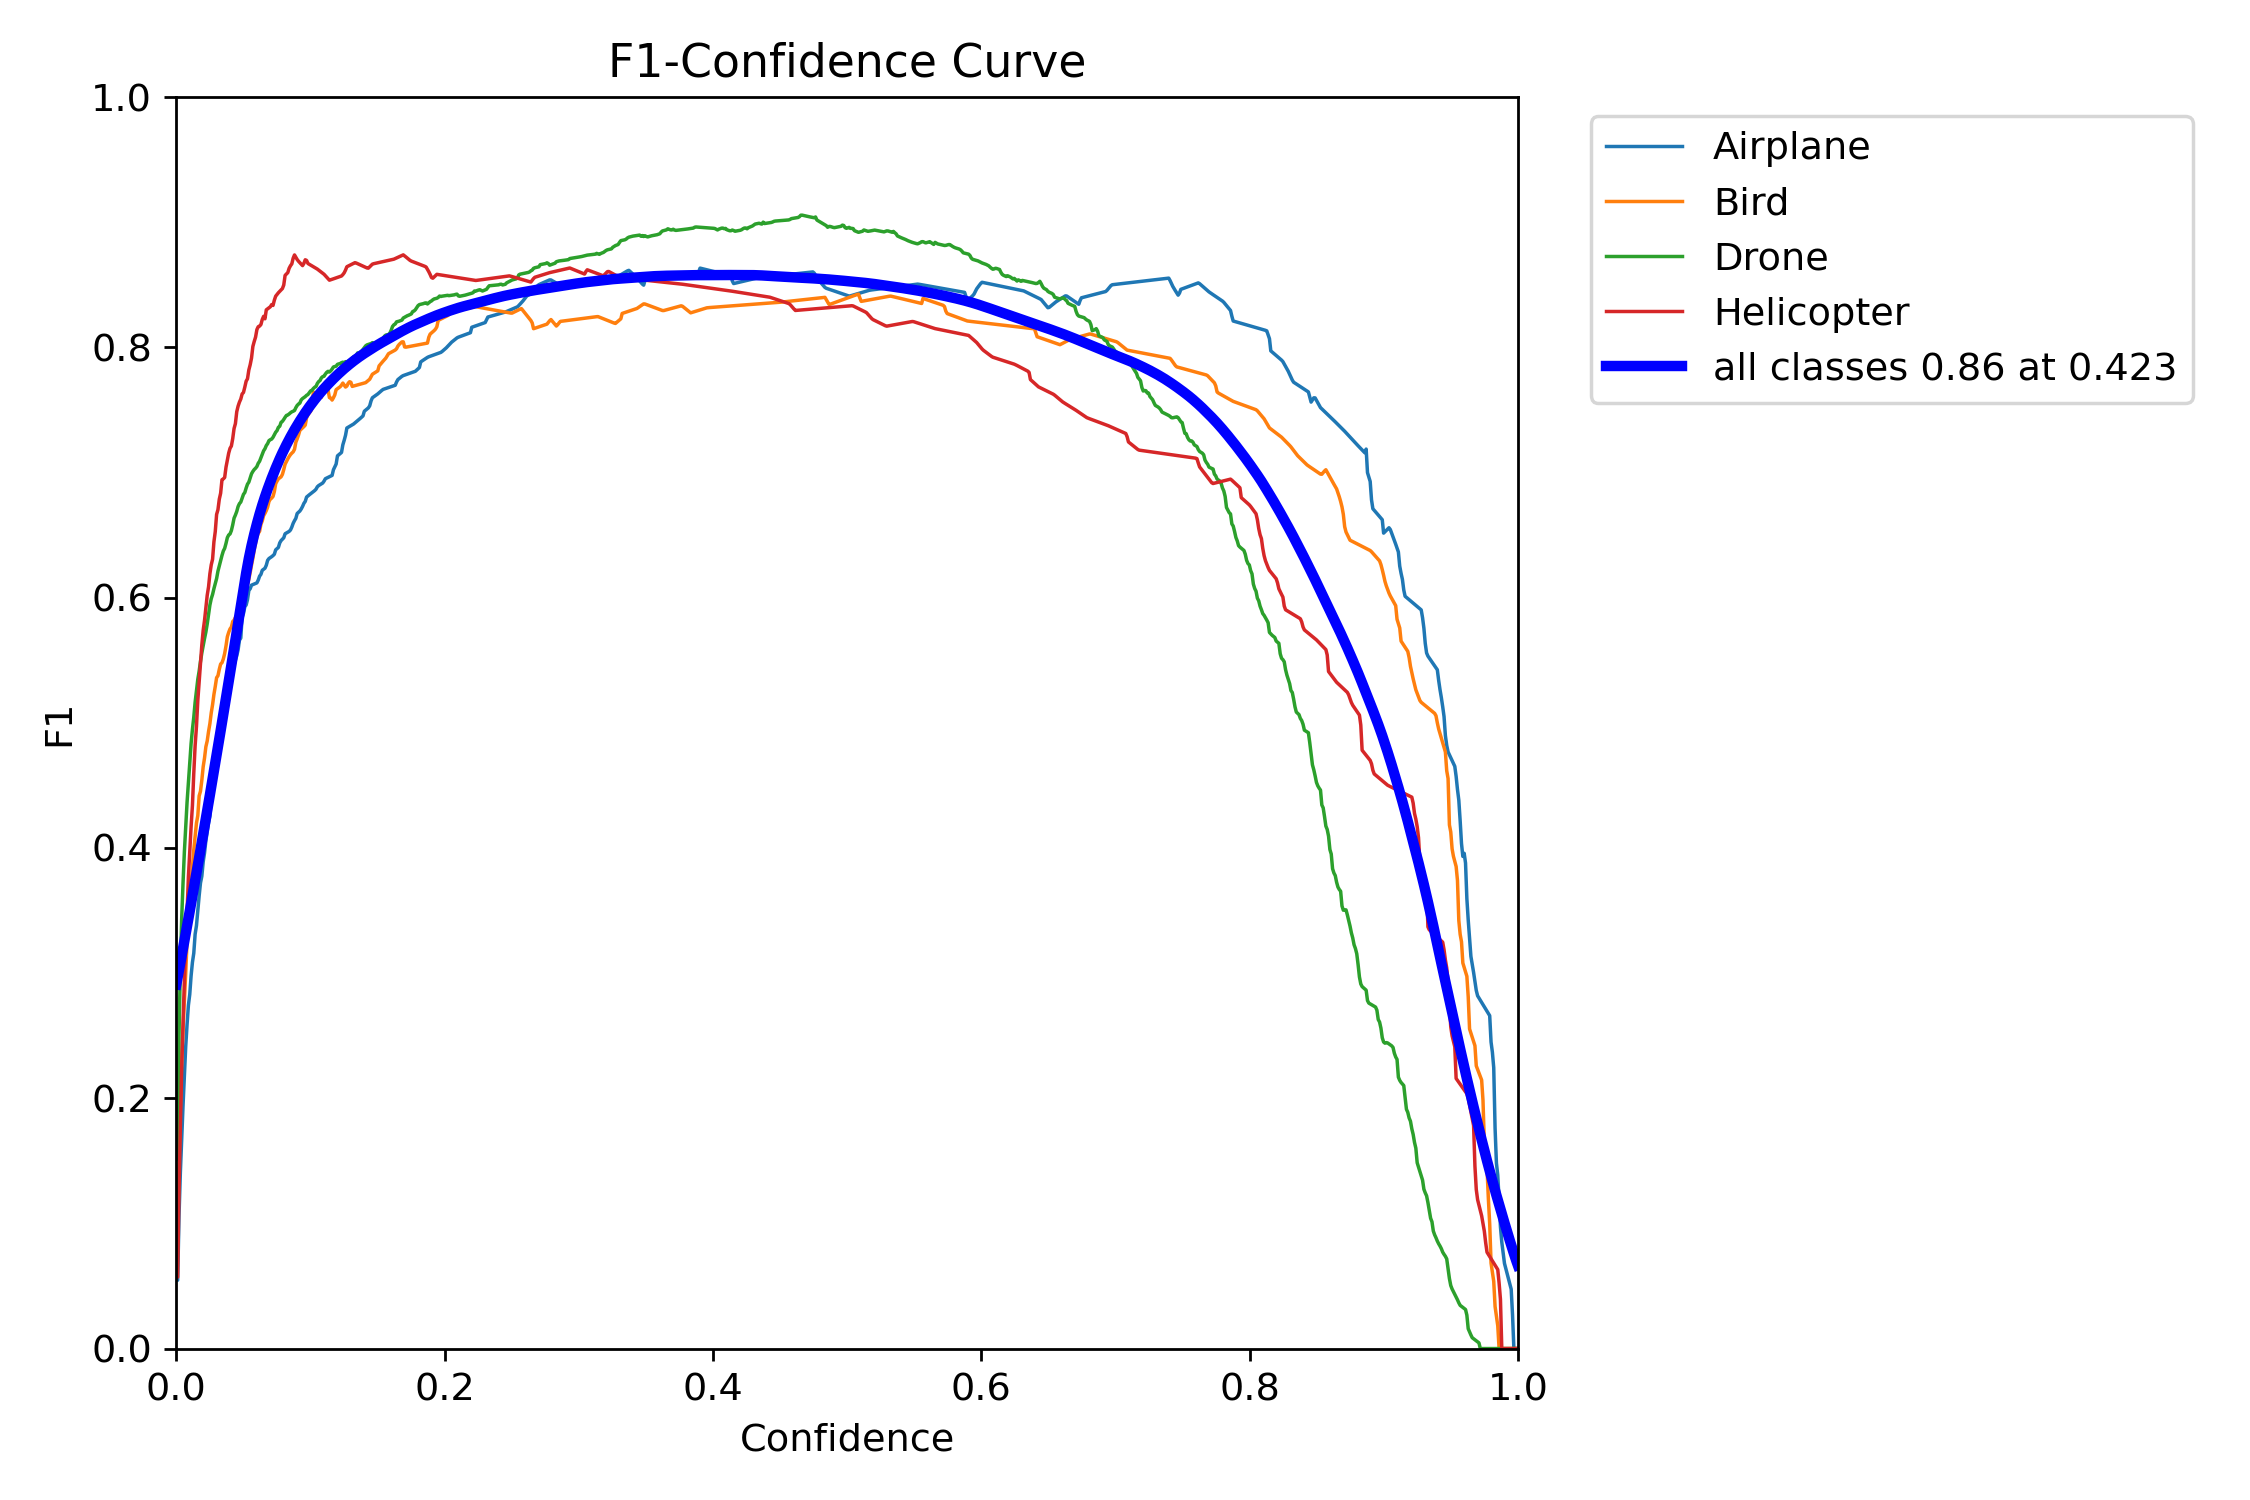 F1-Confidence Curve
1.0
0.8
0.6
0.4
0.2
0.0
F1
0.0 0.2 0.4 0.6 0.8 1.0
Confidence
Airplane
Bird
Drone
Helicopter
all classes 0.86 at 0.423